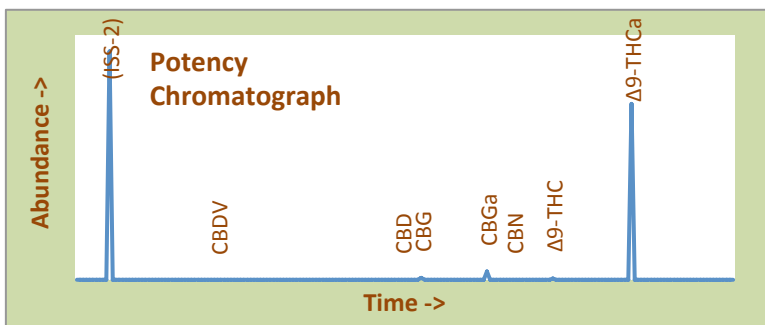 (ISS-2)
Potency
Chromatograph
Δ9-THCa
Abundance ->
CBDV
CBD
CBG
CBGa
CBN
Δ9-THC
Time ->